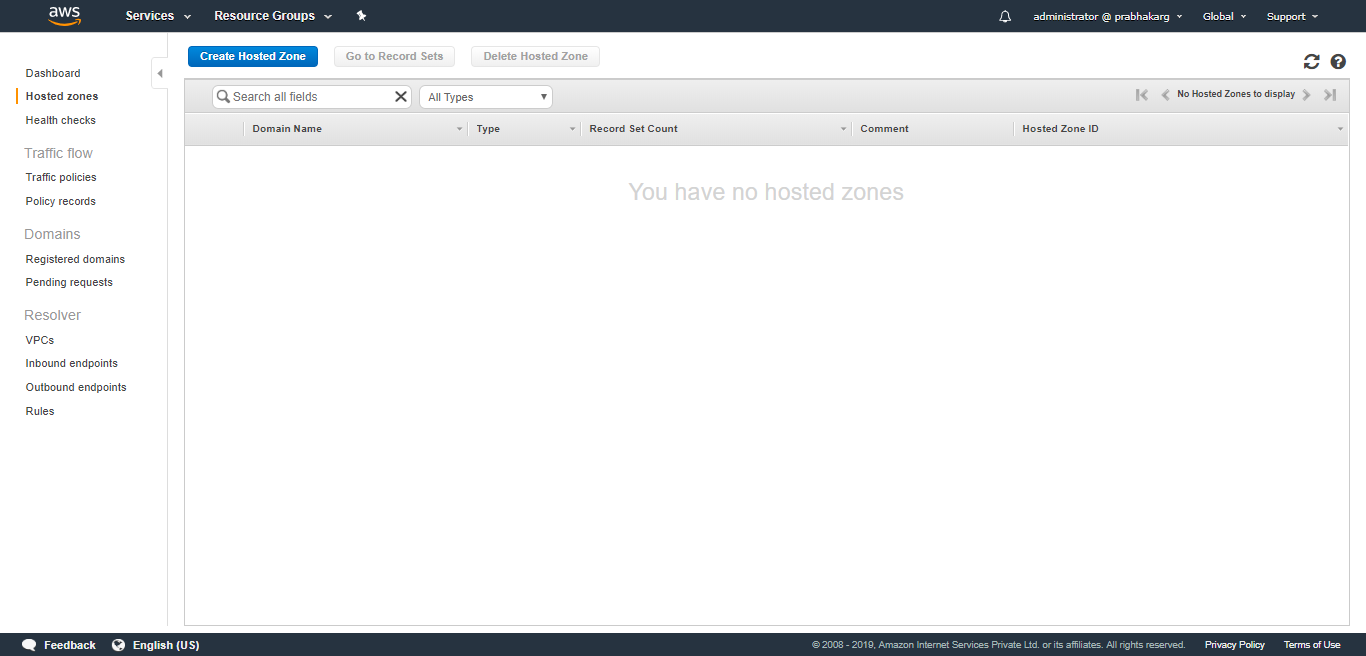 aws Services Resource Groups administrator @ prabhakarg Global Support
Create Hosted Zone Go to Record Sets Delete Hosted Zone
Dashboard
Hosted zones
Health checks
Traffic flow
Traffic policies
Policy records
Domains
Registered domains
Pending requests
Resolver
VPCs
Inbound endpoints
Outbound endpoints
Rules
Search all fields All Types No Hosted Zones to display
Domain Name Type Record Set Count Comment Hosted Zone ID
You have no hosted zones
Feedback English (US) © 2008 - 2019, Amazon Internet Services Private Ltd. or its affiliates. All rights reserved. Privacy Policy Terms of Use